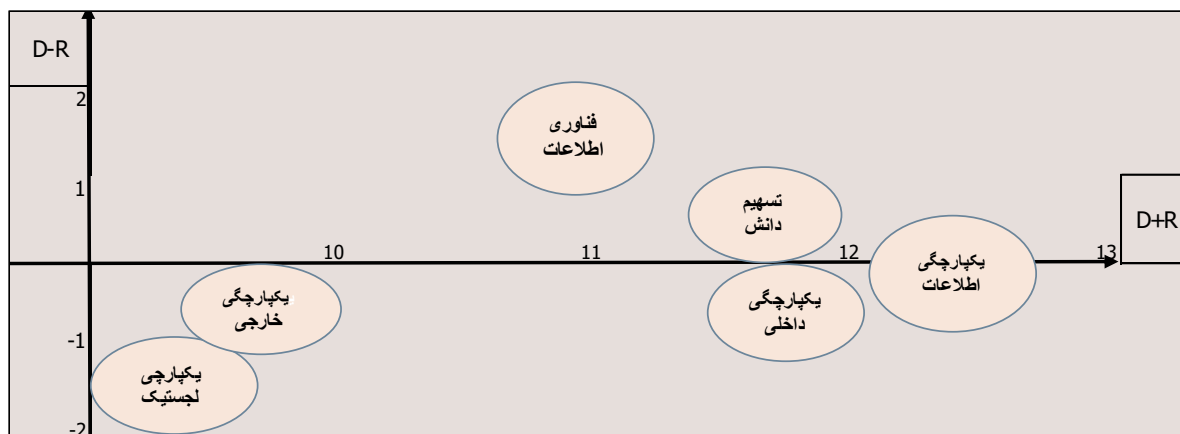 D-R
2
فناوری
اطلاعات
1
تسهیم
دانش
D+R
10
11
12
13
یکپارچگی
اطلاعات
یکپارچگی
خارجی
یکپارچگی
داخلی
-1
یکپارچی
لجستیک
-2